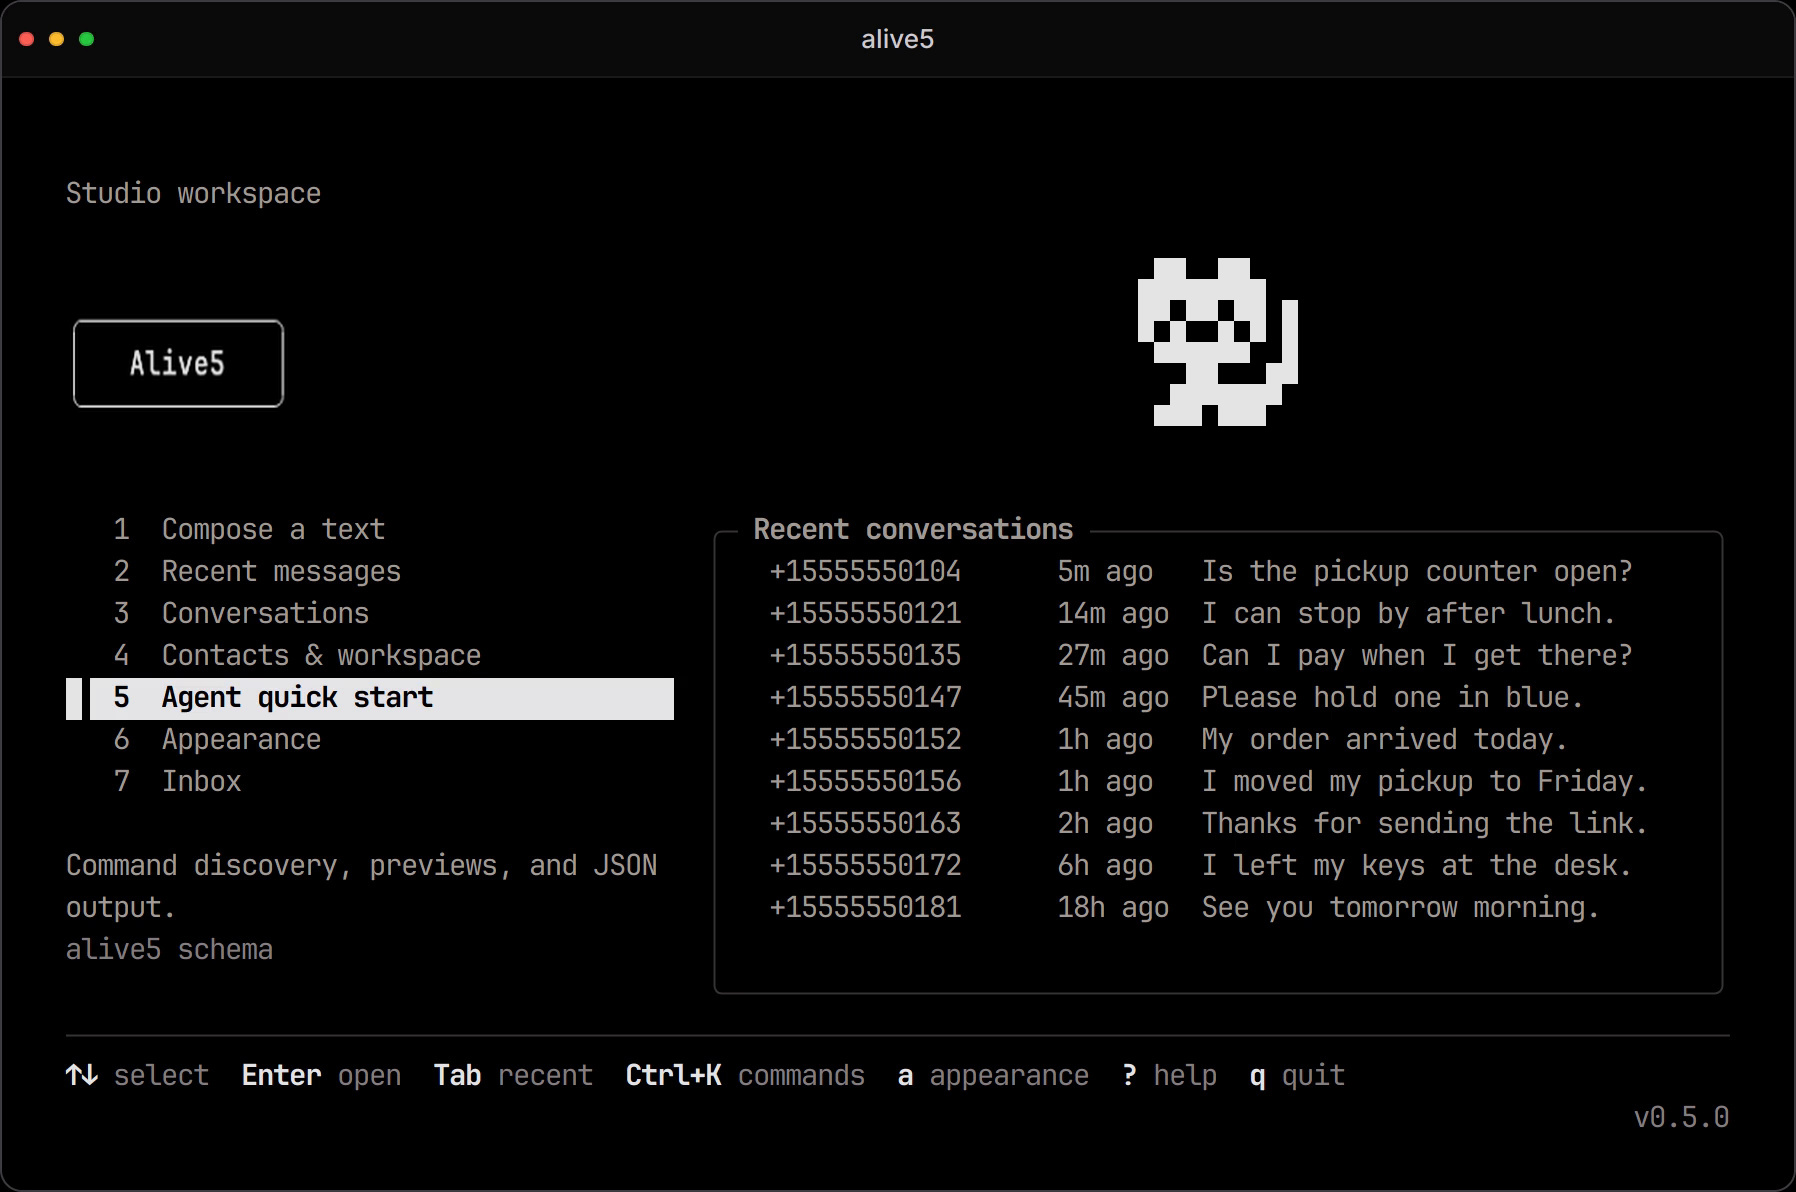 alive5
Studio workspace
Alive5
1 Compose a text
2 Recent messages
3 Conversations
4 Contacts & workspace
5 Agent quick start
6 Appearance
7 Inbox
Command discovery, previews, and JSON
output.
alive5 schema
Recent conversations
+15555550104 5m ago Is the pickup counter open?
+15555550121 14m ago I can stop by after lunch.
+15555550135 27m ago Can I pay when I get there?
+15555550147 45m ago Please hold one in blue.
+15555550152 1h ago My order arrived today.
+15555550156 1h ago I moved my pickup to Friday.
+15555550163 2h ago Thanks for sending the link.
+15555550172 6h ago I left my keys at the desk.
+15555550181 18h ago See you tomorrow morning.
↑↓ select Enter open Tab recent Ctrl+K commands a appearance ? help q quit
v0.5.0